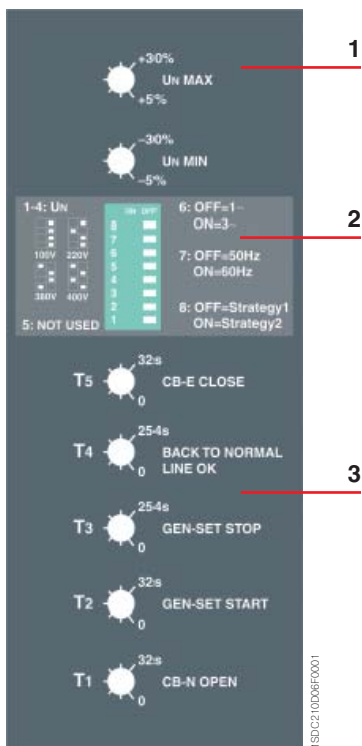 +30%
UN MAX
+5%
-30%
UN MIN
-5%
1-4: UN
100V 220V
380V 400V
5: NOT USED
ON OFF
8
7
6
5
4
3
2
1
6: OFF=1~
ON=3~
7: OFF=50Hz
ON=60Hz
8: OFF=Strategy1
ON=Strategy2
32s
T5 CB-E CLOSE
0
254s
T4 BACK TO NORMAL
0 LINE OK
254s
T3 GEN-SET STOP
0
32s
T2 GEN-SET START
0
32s
T1 CB-N OPEN
0
1
2
3
1SDC210D06F0001